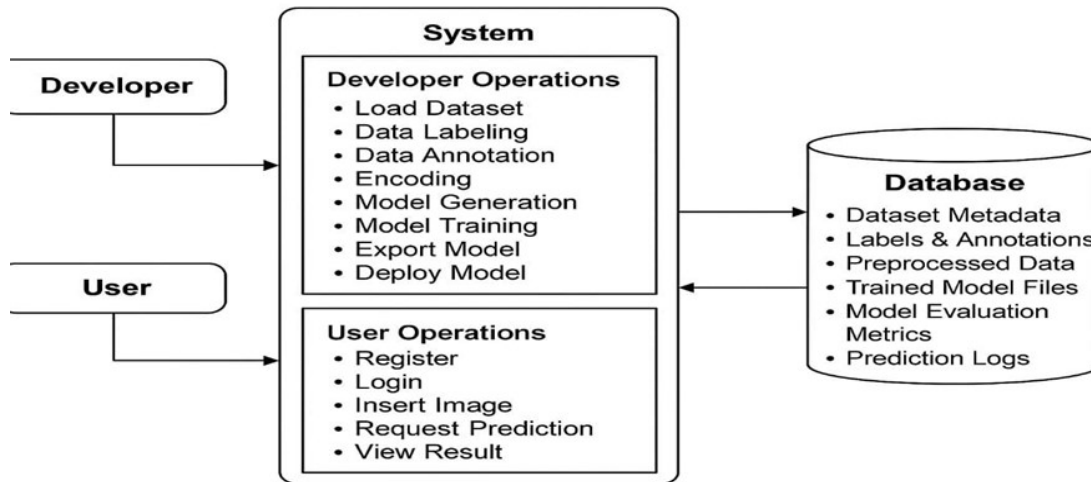 Developer
User
System
Developer Operations
• Load Dataset
• Data Labeling
• Data Annotation
• Encoding
• Model Generation
• Model Training
• Export Model
• Deploy Model
User Operations
• Register
• Login
• Insert Image
• Request Prediction
• View Result
Database
• Dataset Metadata
• Labels & Annotations
• Preprocessed Data
• Trained Model Files
• Model Evaluation
Metrics
• Prediction Logs